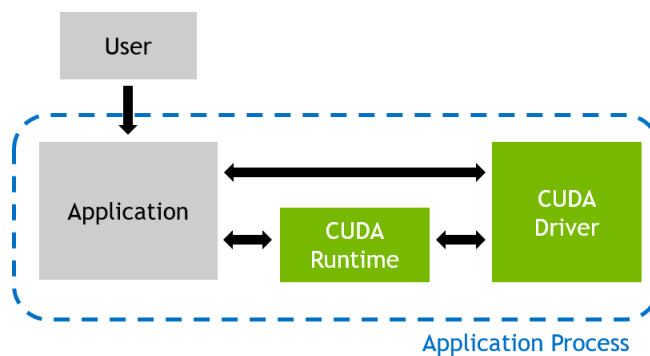 User
Application
CUDA
Runtime
CUDA
Driver
Application Process